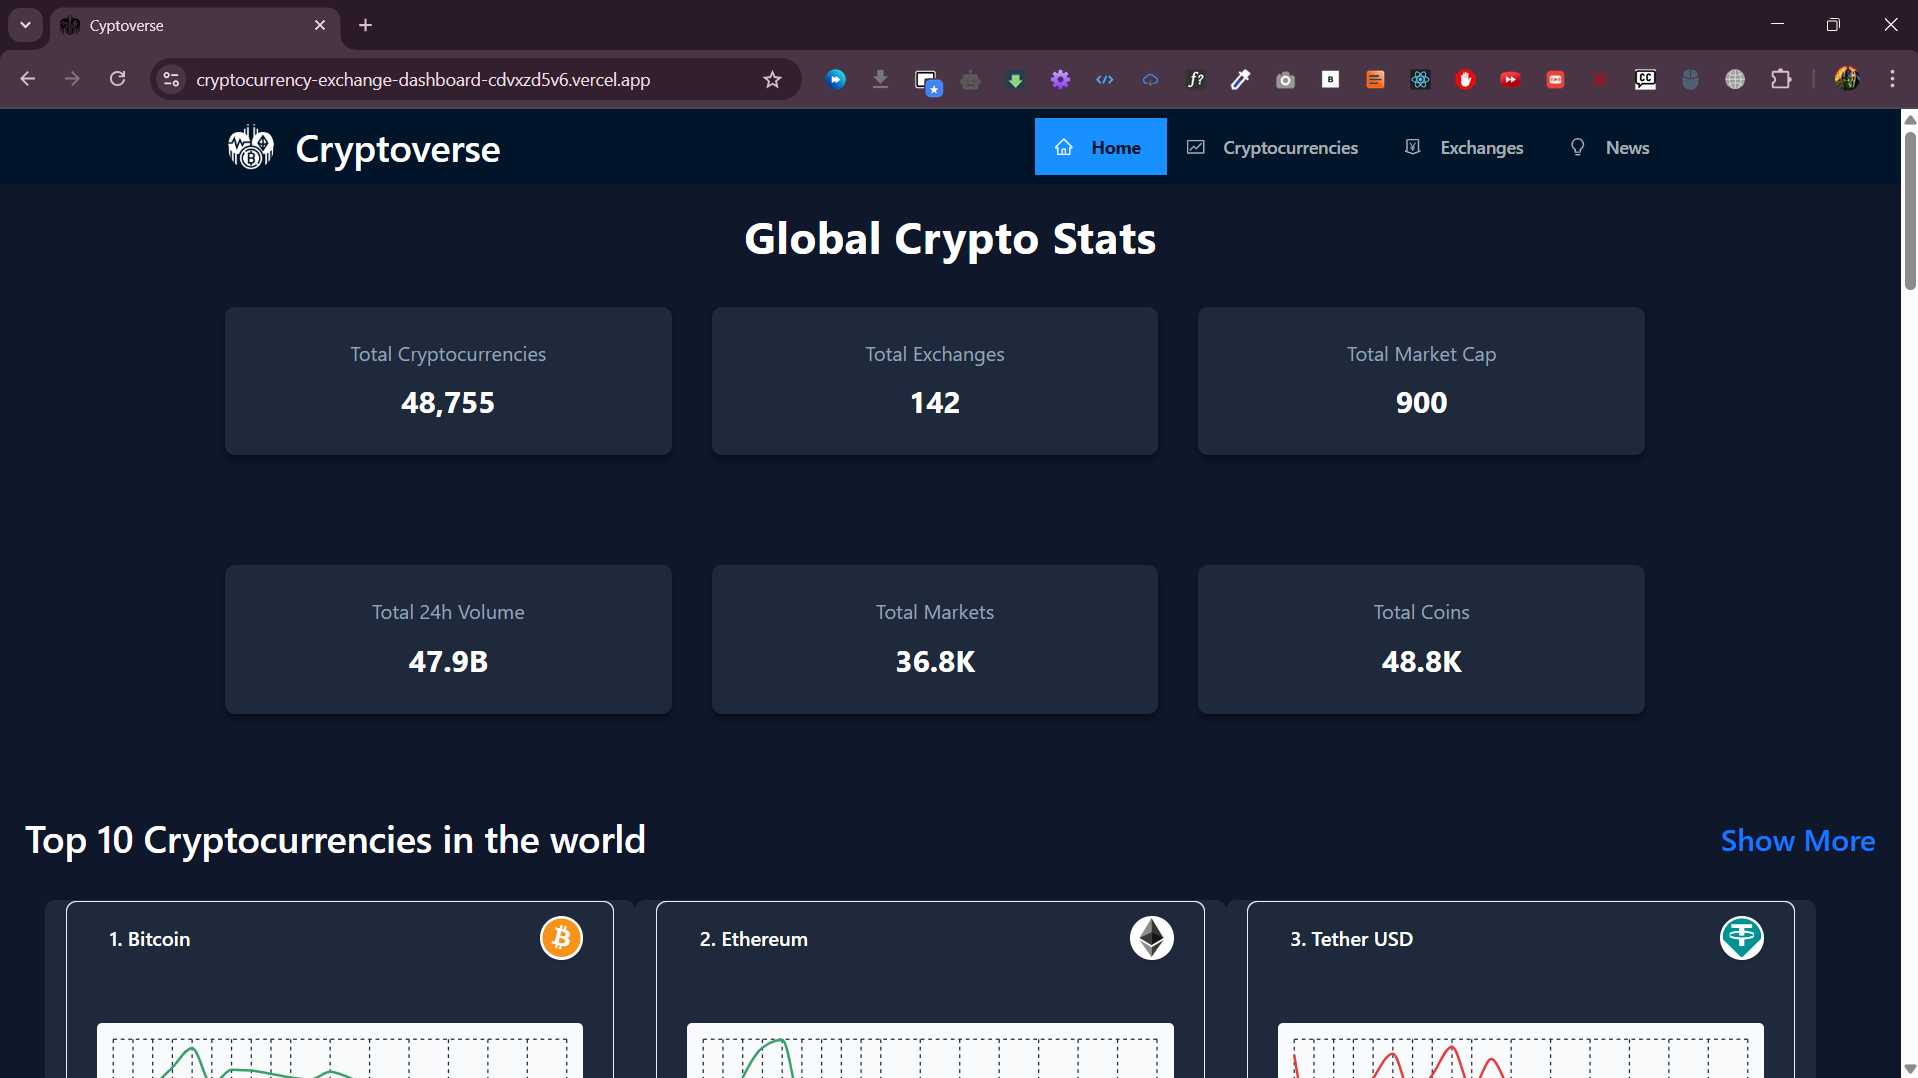 Cyptoverse
cryptocurrency-exchange-dashboard-cdvxzd5v6.vercel.app
Cryptoverse
Home
Cryptocurrencies
Exchanges
News
Global Crypto Stats
Total Cryptocurrencies
48,755
Total Exchanges
142
Total Market Cap
900
Total 24h Volume
47.9B
Total Markets
36.8K
Total Coins
48.8K
Top 10 Cryptocurrencies in the world
Show More
1. Bitcoin
2. Ethereum
3. Tether USD